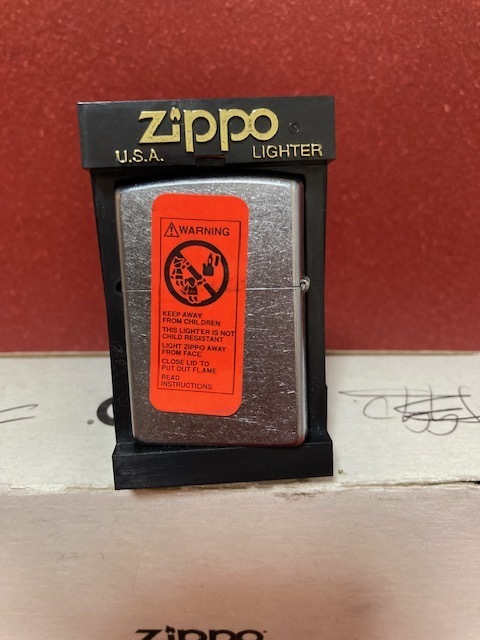 zippo
U.S.A. LIGHTER
WARNING
KEEP AWAY
FROM CHILDREN
THIS LIGHTER IS NOT
CHILD RESISTANT
LIGHT ZIPPO AWAY
FROM FACE
CLOSE LID TO
PUT OUT FLAME
READ
INSTRUCTIONS
zippo